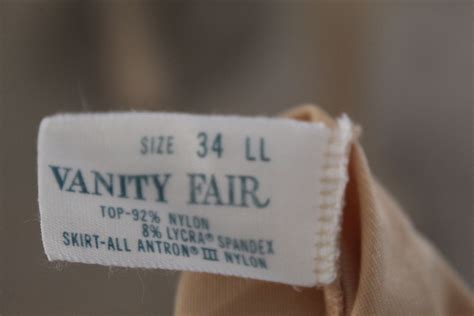 SIZE 34 LL
VANITY FAIR
TOP-92% NYLON
8% LYCRA® SPANDEX
SKIRT-ALL ANTRON® III NYLON